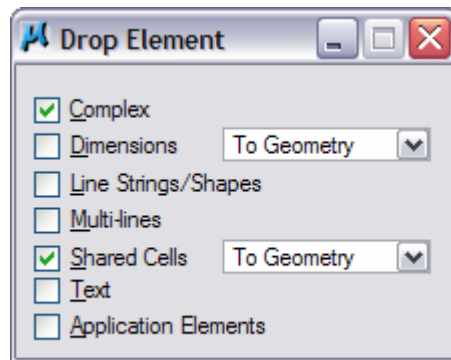 Drop Element
Complex
Dimensions To Geometry
Line Strings/Shapes
Multi-lines
Shared Cells To Geometry
Text
Application Elements